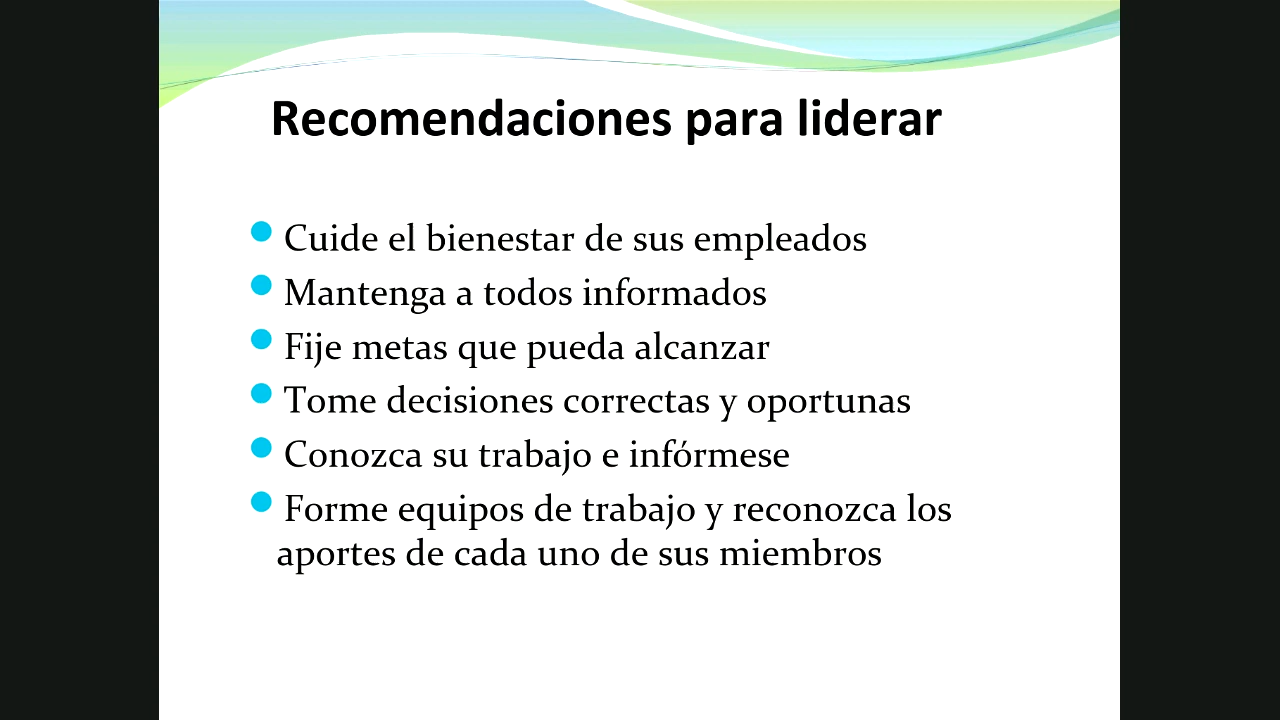 Recomendaciones para liderar
Cuide el bienestar de sus empleados
Mantenga a todos informados
Fije metas que pueda alcanzar
Tome decisiones correctas y oportunas
Conozca su trabajo e infórmese
Forme equipos de trabajo y reconozca los
aportes de cada uno de sus miembros